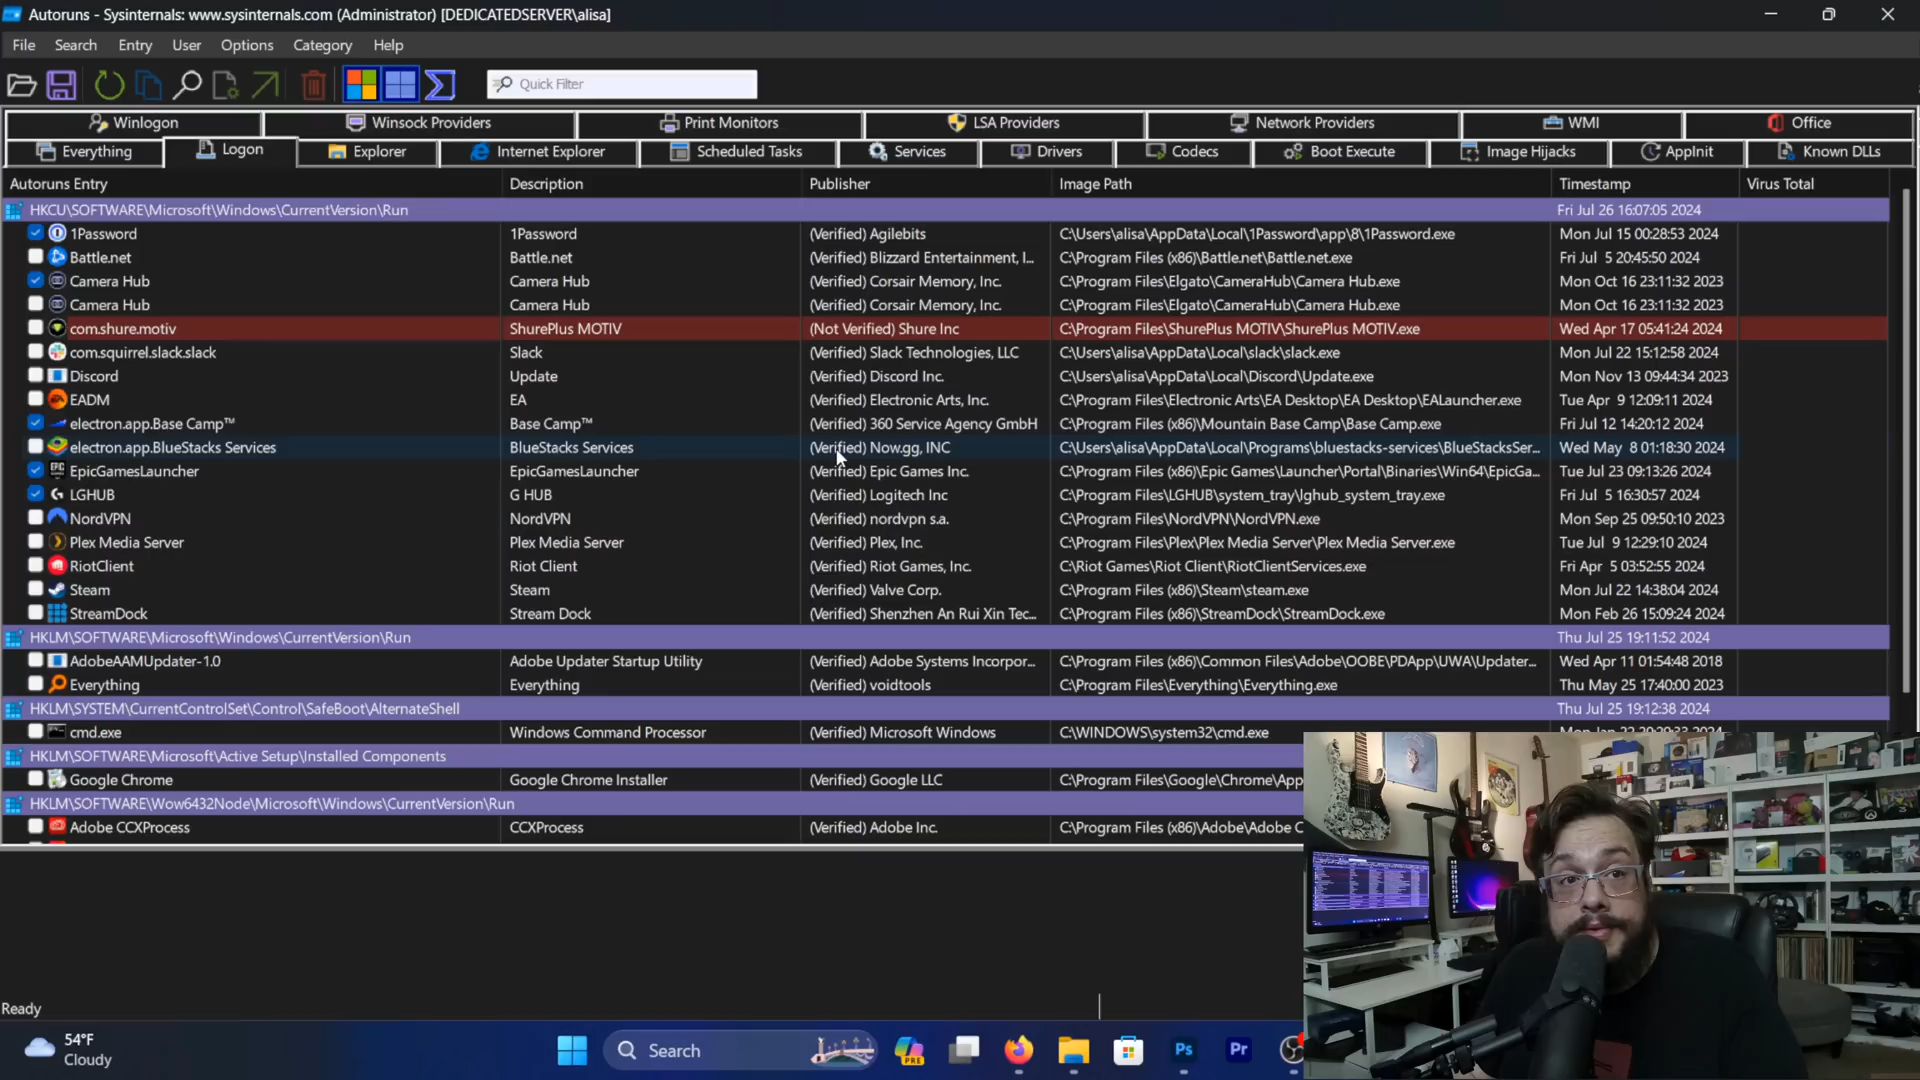 Autoruns - Sysinternals: www.sysinternals.com (Administrator) [DEDICATEDSERVER\alisa]
File Search Entry User Options Category Help
Quick Filter
Winlogon Winsock Providers Print Monitors LSA Providers Network Providers WMI Office
Everything Logon Explorer Internet Explorer Scheduled Tasks Services Drivers Codecs Boot Execute Image Hijacks AppInit Known DLLs
Autoruns Entry Description Publisher Image Path Timestamp Virus Total
HKCU\SOFTWARE\Microsoft\Windows\CurrentVersion\Run Fri Jul 26 16:07:05 2024
1Password 1Password (Verified) Agilebits C:\Users\alisa\AppData\Local\1Password\app\8\1Password.exe Mon Jul 15 00:28:53 2024
Battle.net Battle.net (Verified) Blizzard Entertainment, I... C:\Program Files (x86)\Battle.net\Battle.net.exe Fri Jul 5 20:45:50 2024
Camera Hub Camera Hub (Verified) Corsair Memory, Inc. C:\Program Files\Elgato\CameraHub\Camera Hub.exe Mon Oct 16 23:11:32 2023
Camera Hub Camera Hub (Verified) Corsair Memory, Inc. C:\Program Files\Elgato\CameraHub\Camera Hub.exe Mon Oct 16 23:11:32 2023
com.shure.motiv ShurePlus MOTIV (Not Verified) Shure Inc C:\Program Files\ShurePlus MOTIV\ShurePlus MOTIV.exe Wed Apr 17 05:41:24 2024
com.squirrel.slack.slack Slack (Verified) Slack Technologies, LLC C:\Users\alisa\AppData\Local\slack\slack.exe Mon Jul 22 15:12:58 2024
Discord Update (Verified) Discord Inc. C:\Users\alisa\AppData\Local\Discord\Update.exe Mon Nov 13 09:44:34 2023
EADM EA (Verified) Electronic Arts, Inc. C:\Program Files\Electronic Arts\EA Desktop\EA Desktop\EALauncher.exe Tue Apr 9 12:09:11 2024
electron.app.Base Camp™ Base Camp™ (Verified) 360 Service Agency GmbH C:\Program Files (x86)\Mountain Base Camp\Base Camp.exe Fri Jul 12 14:20:12 2024
electron.app.BlueStacks Services BlueStacks Services (Verified) Now.gg, INC C:\Users\alisa\AppData\Local\Programs\bluestacks-services\BlueStacksSer... Wed May 8 01:18:30 2024
EpicGamesLauncher EpicGamesLauncher (Verified) Epic Games Inc. C:\Program Files (x86)\Epic Games\Launcher\Portal\Binaries\Win64\EpicGa... Tue Jul 23 09:13:26 2024
LGHUB G HUB (Verified) Logitech Inc C:\Program Files\LGHUB\system_tray\lghub_system_tray.exe Fri Jul 5 16:30:57 2024
NordVPN NordVPN (Verified) nordvpn s.a. C:\Program Files\NordVPN\NordVPN.exe Mon Sep 25 09:50:10 2023
Plex Media Server Plex Media Server (Verified) Plex, Inc. C:\Program Files\Plex\Plex Media Server\Plex Media Server.exe Tue Jul 9 12:29:10 2024
RiotClient Riot Client (Verified) Riot Games, Inc. C:\Riot Games\Riot Client\RiotClientServices.exe Fri Apr 5 03:52:55 2024
Steam Steam (Verified) Valve Corp. C:\Program Files (x86)\Steam\steam.exe Mon Jul 22 14:38:04 2024
StreamDock Stream Dock (Verified) Shenzhen An Rui Xin Tec... C:\Program Files (x86)\StreamDock\StreamDock.exe Mon Feb 26 15:09:24 2024
HKLM\SOFTWARE\Microsoft\Windows\CurrentVersion\Run Thu Jul 25 19:11:52 2024
AdobeAAMUpdater-1.0 Adobe Updater Startup Utility (Verified) Adobe Systems Incorpor... C:\Program Files (x86)\Common Files\Adobe\OOBE\PDApp\UWA\Updater... Wed Apr 11 01:54:48 2018
Everything Everything (Verified) voidtools C:\Program Files\Everything\Everything.exe Thu May 25 17:40:00 2023
HKLM\SYSTEM\CurrentControlSet\Control\SafeBoot\AlternateShell Thu Jul 25 19:12:38 2024
cmd.exe Windows Command Processor (Verified) Microsoft Windows C:\WINDOWS\system32\cmd.exe
HKLM\SOFTWARE\Microsoft\Active Setup\Installed Components
Google Chrome Google Chrome Installer (Verified) Google LLC C:\Program Files\Google\Chrome\App
HKLM\SOFTWARE\Wow6432Node\Microsoft\Windows\CurrentVersion\Run
Adobe CCXProcess CCXProcess (Verified) Adobe Inc. C:\Program Files (x86)\Adobe\Adobe C
Ready
54°F
Cloudy
Search
PRE
Ps
Pr